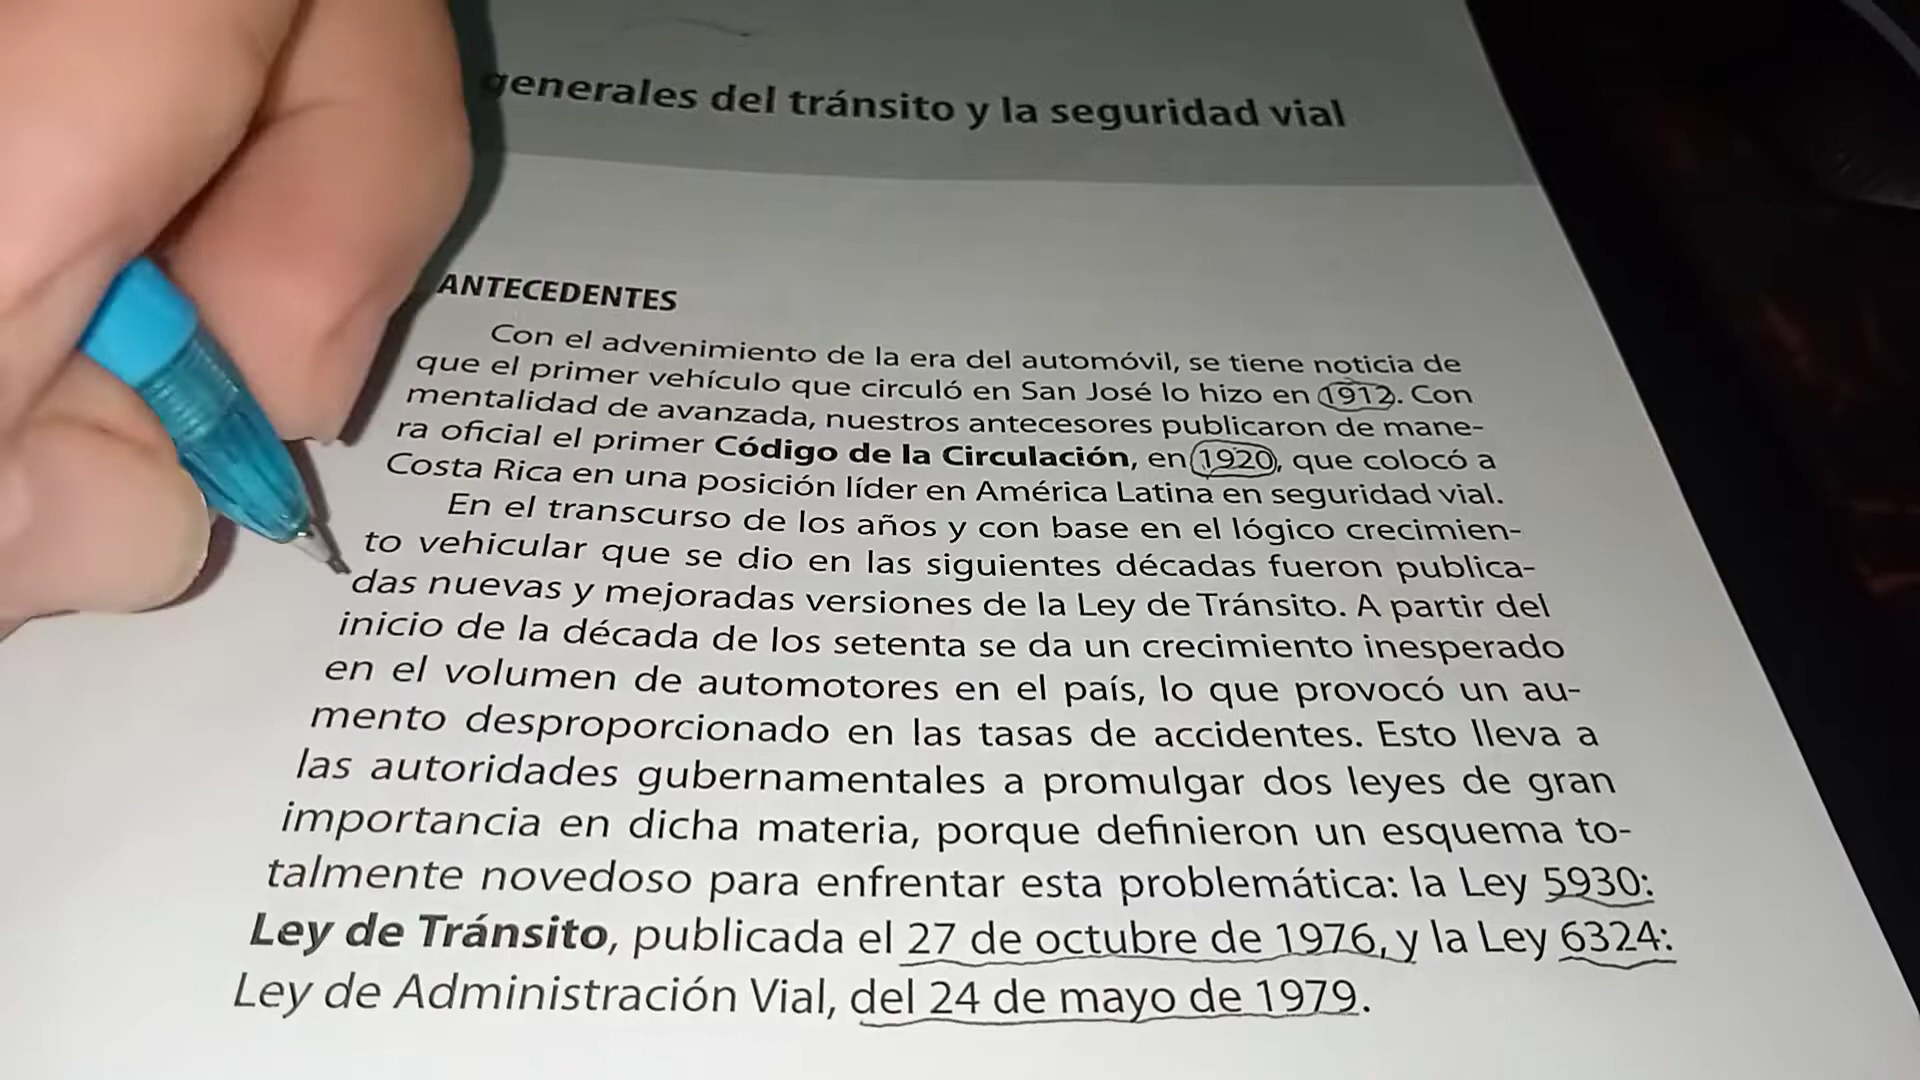 generales del tránsito y la seguridad vial
ANTECEDENTES
Con el advenimiento de la era del automóvil, se tiene noticia de
que el primer vehículo que circuló en San José lo hizo en 1912. Con
mentalidad de avanzada, nuestros antecesores publicaron de mane-
ra oficial el primer Código de la Circulación, en 1920, que colocó a
Costa Rica en una posición líder en América Latina en seguridad vial.
En el transcurso de los años y con base en el lógico crecimien-
to vehicular que se dio en las siguientes décadas fueron publica-
das nuevas y mejoradas versiones de la Ley de Tránsito. A partir del
inicio de la década de los setenta se da un crecimiento inesperado
en el volumen de automotores en el país, lo que provocó un au-
mento desproporcionado en las tasas de accidentes. Esto lleva a
las autoridades gubernamentales a promulgar dos leyes de gran
importancia en dicha materia, porque definieron un esquema to-
talmente novedoso para enfrentar esta problemática: la Ley 5930:
Ley de Tránsito, publicada el 27 de octubre de 1976, y la Ley 6324:
Ley de Administración Vial, del 24 de mayo de 1979.